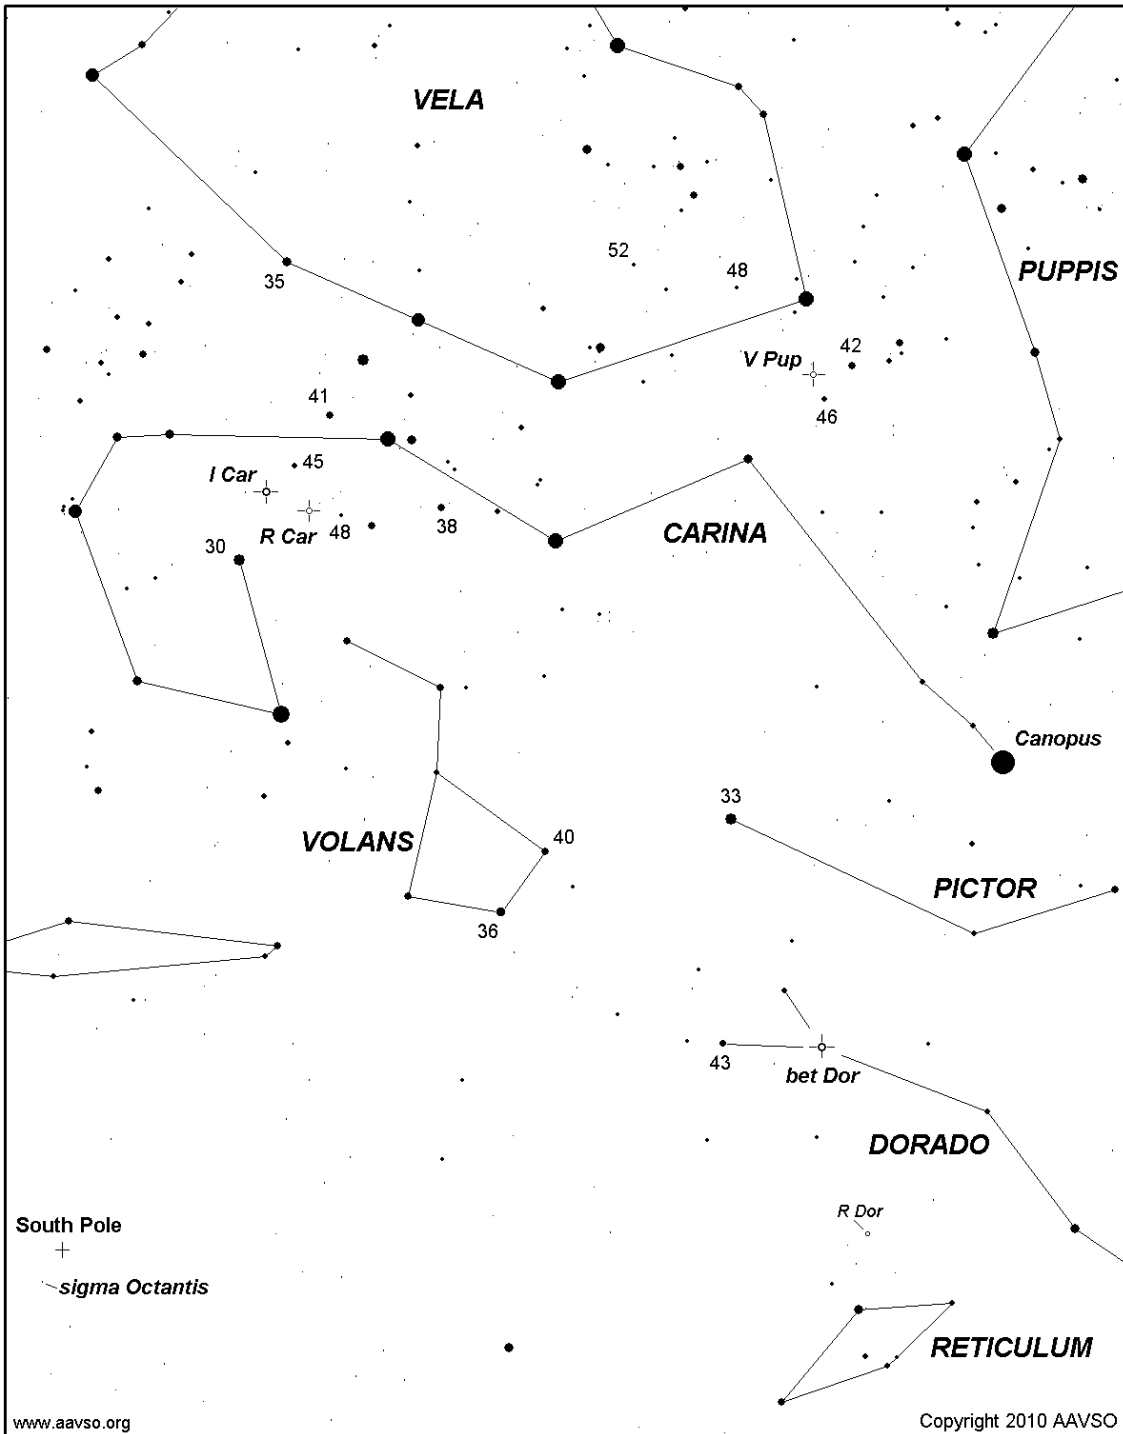 VELA
52
48
35
PUPPIS
V Pup
42
46
41
45
l Car
R Car
48
38
30
CARINA
Canopus
33
VOLANS
40
PICTOR
36
43
bet Dor
DORADO
R Dor
South Pole
sigma Octantis
RETICULUM
www.aavso.org
Copyright 2010 AAVSO